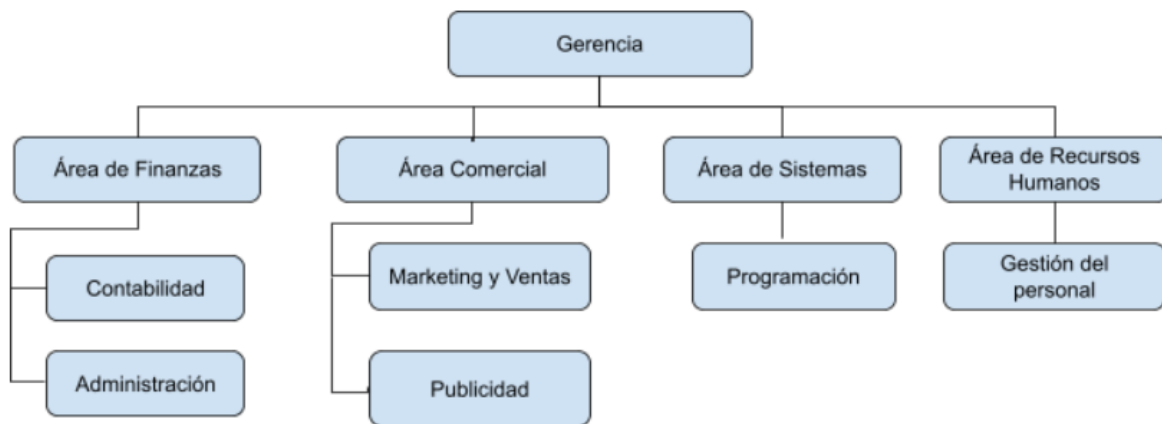 Gerencia
Área de Finanzas
Área Comercial
Área de Sistemas
Área de Recursos
Humanos
Contabilidad
Marketing y Ventas
Programación
Gestión del
personal
Administración
Publicidad